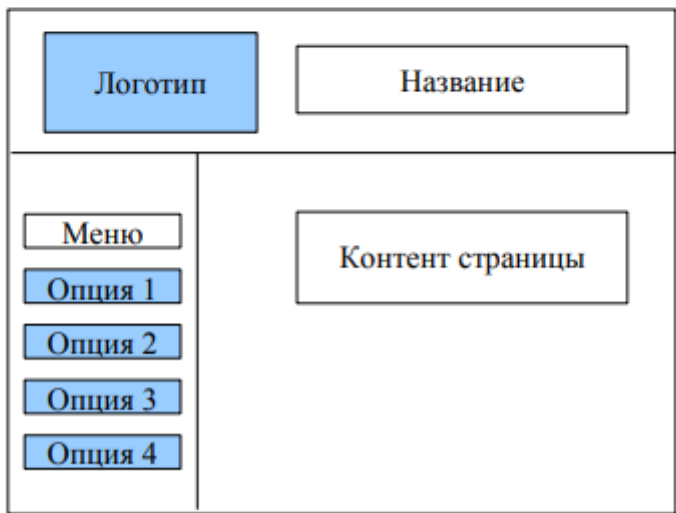 Логотип
Название
Меню
Опция 1
Опция 2
Опция 3
Опция 4
Контент страницы